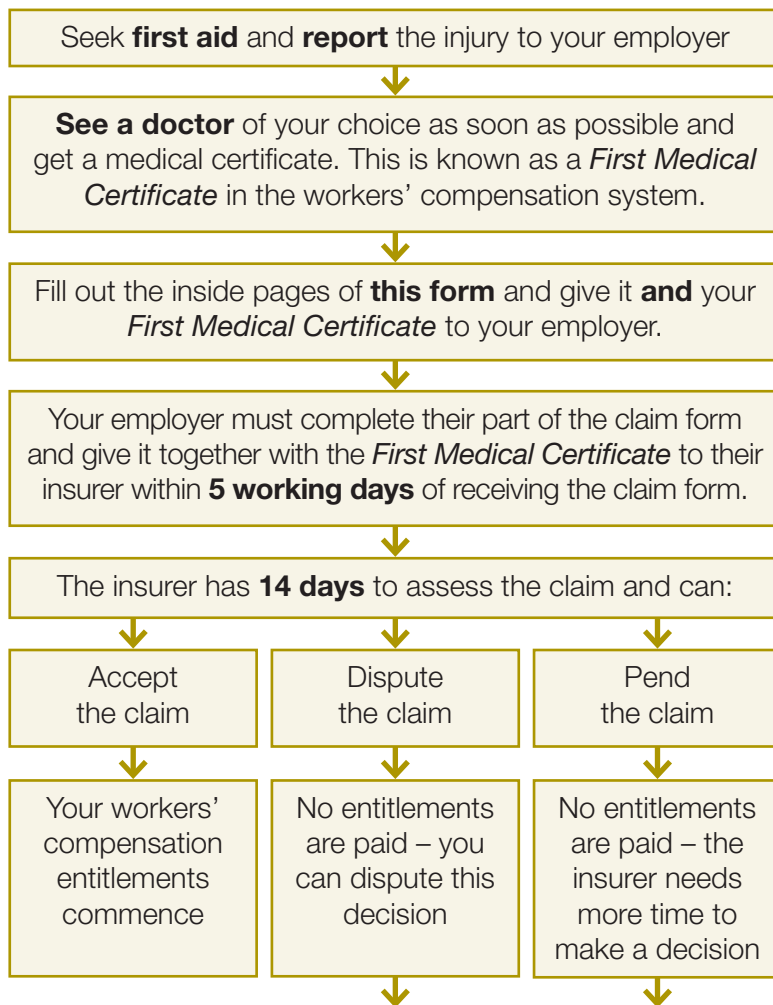 Seek first aid and report the injury to your employer
See a doctor of your choice as soon as possible and
get a medical certificate. This is known as a First Medical
Certificate in the workers’ compensation system.
Fill out the inside pages of this form and give it and your
First Medical Certificate to your employer.
Your employer must complete their part of the claim form
and give it together with the First Medical Certificate to their
insurer within 5 working days of receiving the claim form.
The insurer has 14 days to assess the claim and can:
Accept
the claim
Dispute
the claim
Pend
the claim
Your workers’
compensation
entitlements
commence
No entitlements
are paid – you
can dispute this
decision
No entitlements
are paid – the
insurer needs
more time to
make a decision